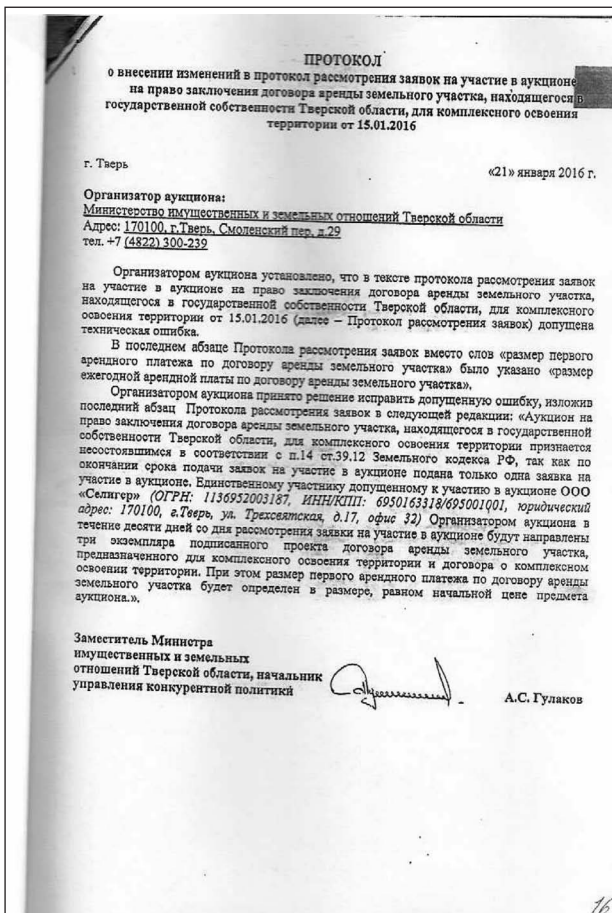 ПРОТОКОЛ
о внесении изменений в протокол рассмотрения заявок на участие в аукционе
на право заключения договора аренды земельного участка, находящегося в
государственной собственности Тверской области, для комплексного освоения
территории от 15.01.2016
г. Тверь
«21» января 2016 г.
Организатор аукциона:
Министерство имущественных и земельных отношений Тверской области
Адрес: 170100, г.Тверь, Смоленский пер. д.29
тел. +7 (4822) 300-239
Организатором аукциона установлено, что в тексте протокола рассмотрения заявок
на участие в аукционе на право заключения договора аренды земельного участка,
находящегося в государственной собственности Тверской области, для комплексного
освоения территории от 15.01.2016 (далее – Протокол рассмотрения заявок) допущена
техническая ошибка.
В последнем абзаце Протокола рассмотрения заявок вместо слов «размер первого
арендного платежа по договору аренды земельного участка» было указано «размер
ежегодной арендной платы по договору аренды земельного участка».
Организатором аукциона принято решение исправить допущенную ошибку, изложив
последний абзац Протокола рассмотрения заявок в следующей редакции: «Аукцион на
право заключения договора аренды земельного участка, находящегося в государственной
собственности Тверской области, для комплексного освоения территории признается
несостоявшимся в соответствии с п.14 ст.39.12 Земельного кодекса РФ, так как по
окончании срока подачи заявок на участие в аукционе подана только одна заявка на
участие в аукционе. Единственному участнику допущенному к участию в аукционе ООО
«Селигер» (ОГРН: 1136952003187, ИНН/КПП: 6950163318/695001001, юридический
адрес: 170100, г.Тверь, ул. Трехсвятская, д.17, офис 32) Организатором аукциона в
течение десяти дней со дня рассмотрения заявки на участие в аукционе будут направлены
три экземпляра подписанного проекта договора аренды земельного участка,
предназначенного для комплексного освоения территории и договора о комплексном
освоении территории. При этом размер первого арендного платежа по договору аренды
земельного участка будет определен в размере, равном начальной цене предмета
аукциона.».
Заместитель Министра
имущественных и земельных
отношений Тверской области, начальник
управления конкурентной политики
А.С. Гулаков
16